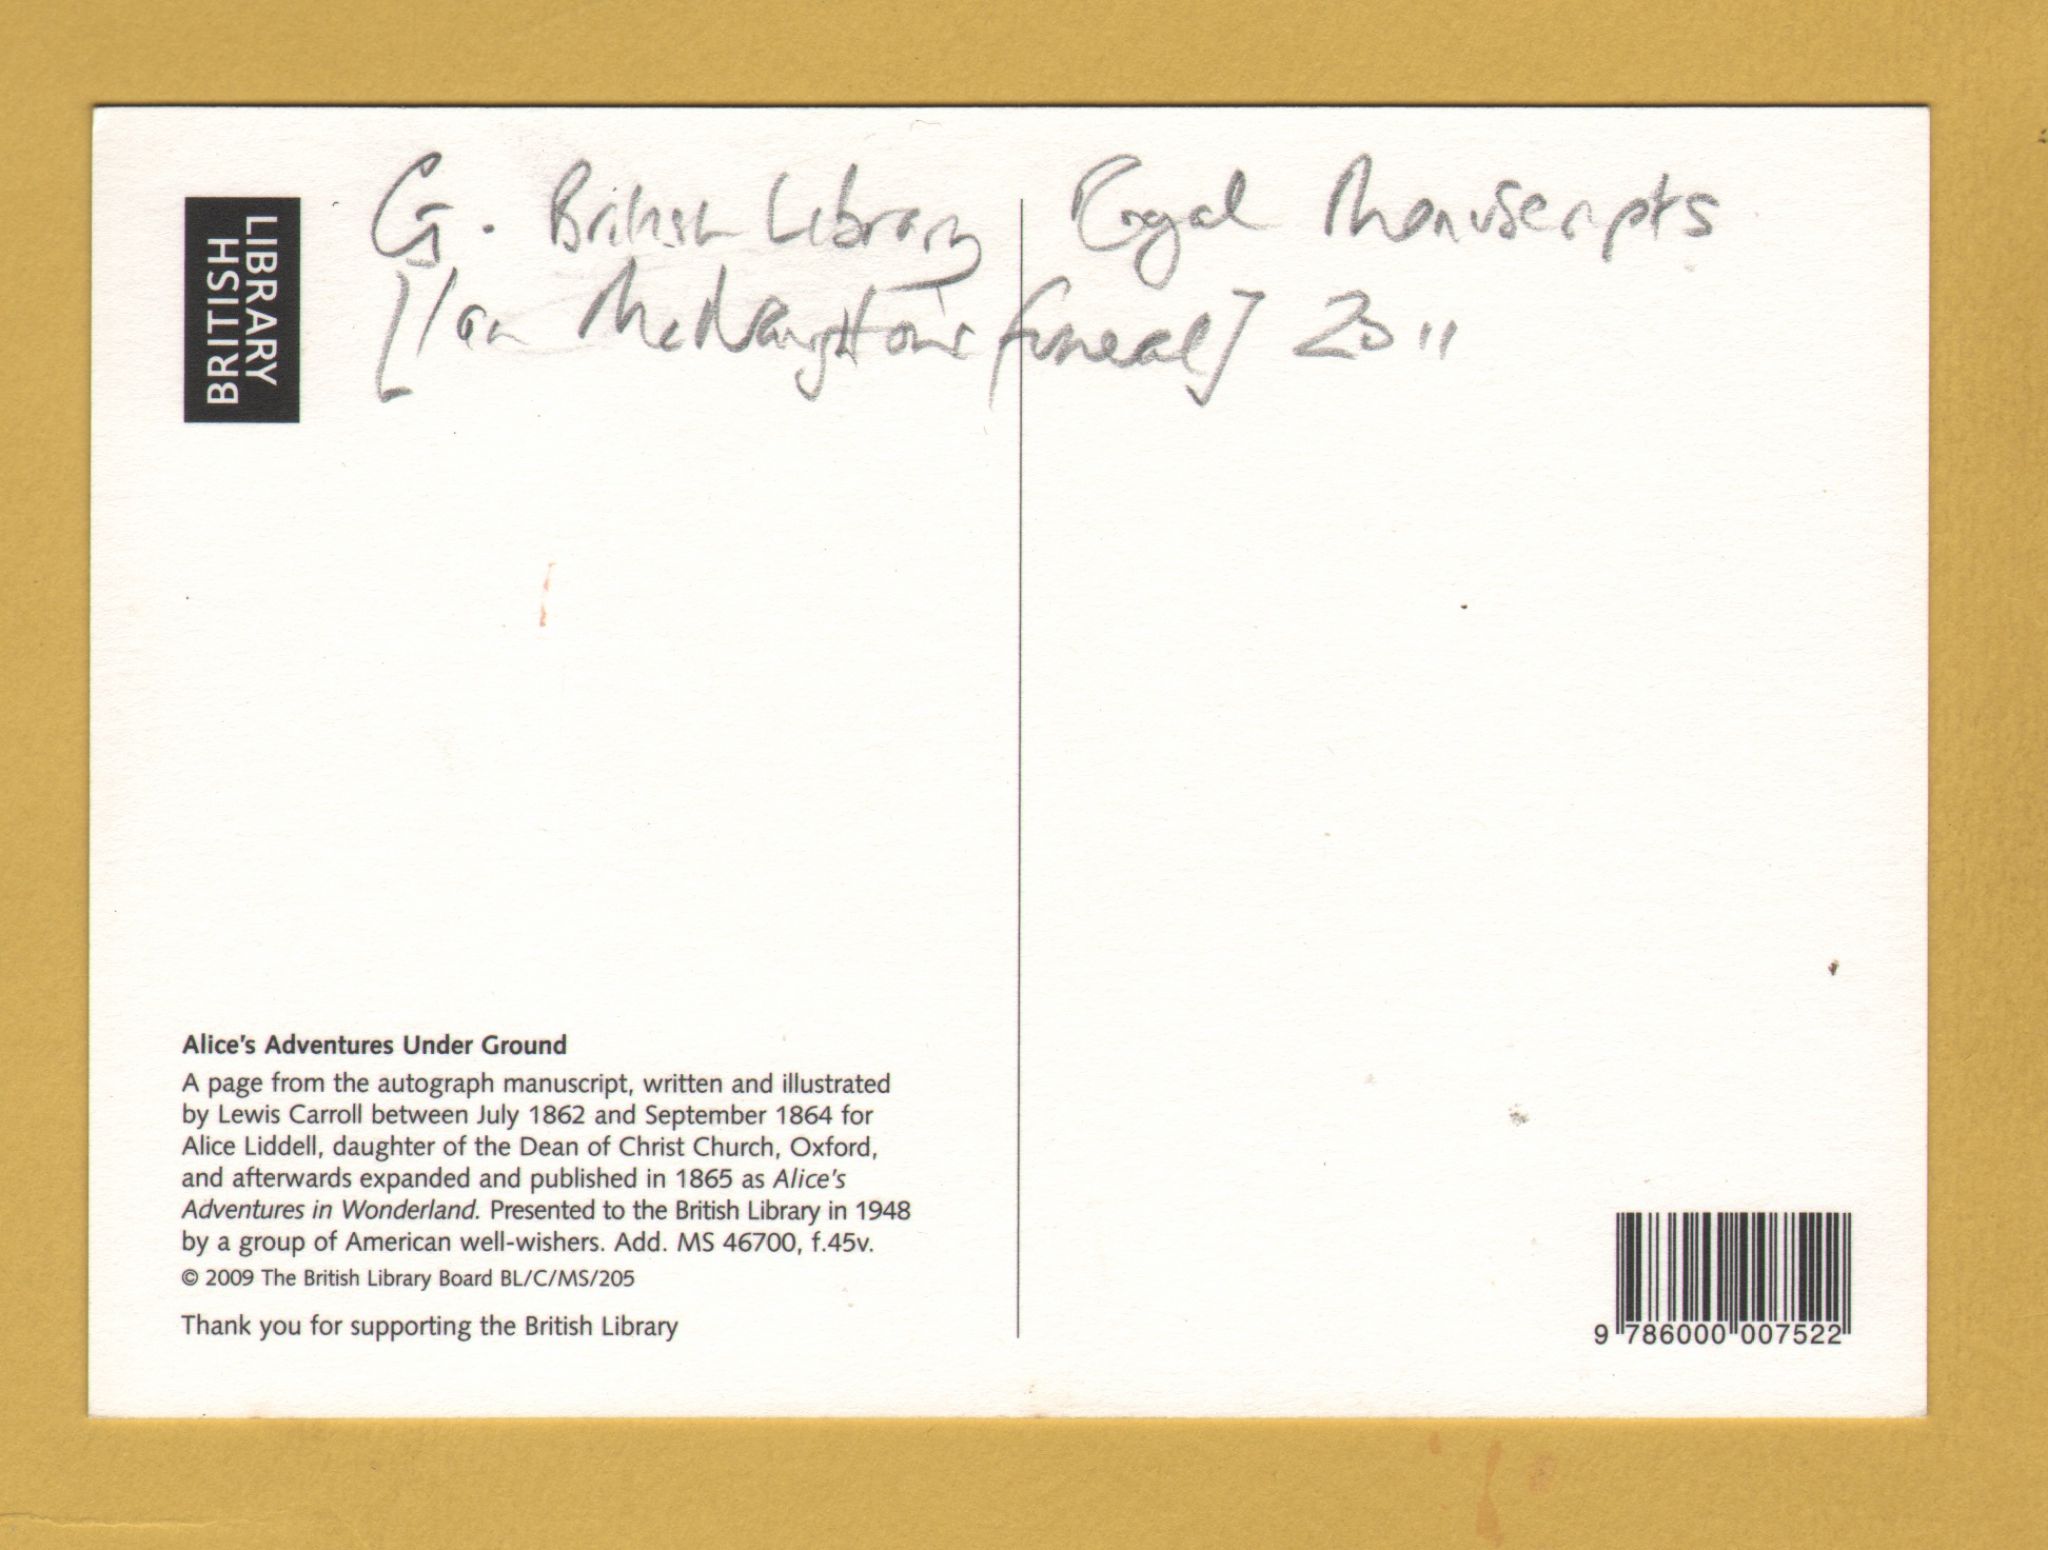 BRITISH
LIBRARY
G. British Library Royal Manuscripts
[Ian McNaughton's funeral] 2011
Alice's Adventures Under Ground
A page from the autograph manuscript, written and illustrated
by Lewis Carroll between July 1862 and September 1864 for
Alice Liddell, daughter of the Dean of Christ Church, Oxford,
and afterwards expanded and published in 1865 as Alice's
Adventures in Wonderland. Presented to the British Library in 1948
by a group of American well-wishers. Add. MS 46700, f.45v.
© 2009 The British Library Board BL/C/MS/205
Thank you for supporting the British Library
9 786000 007522